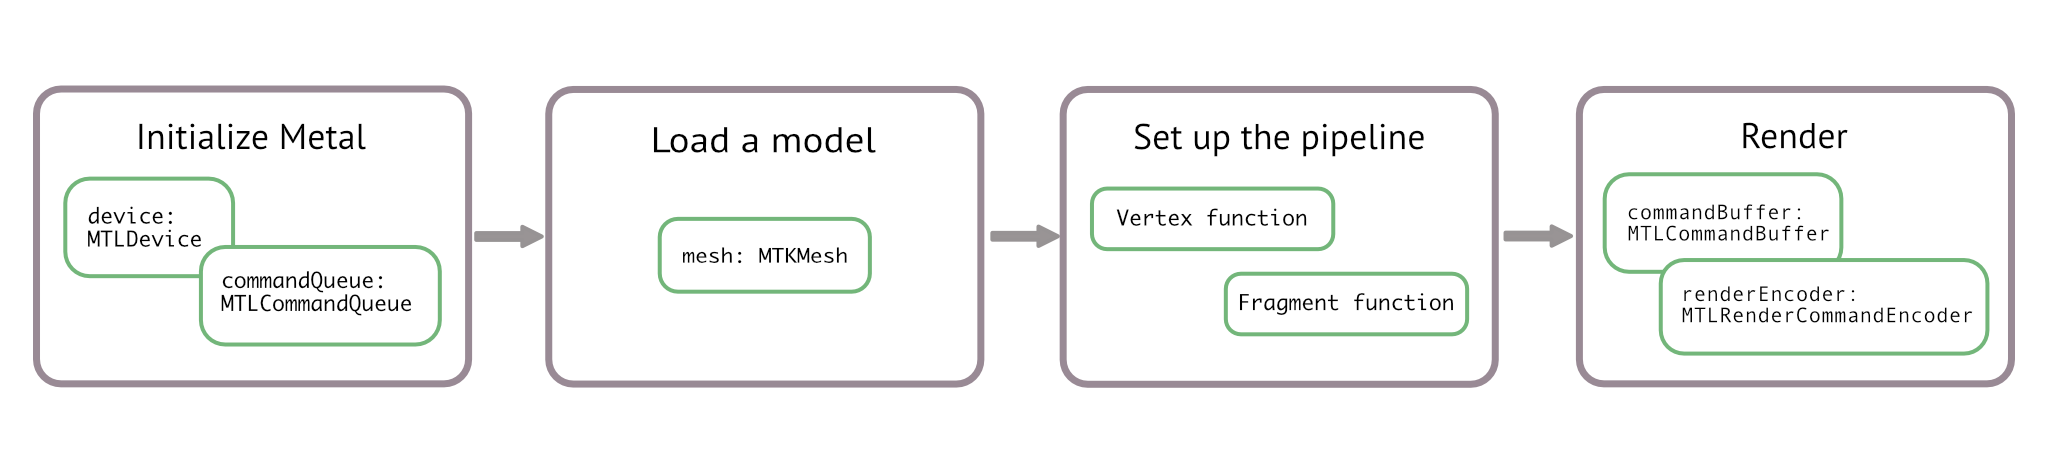 Initialize Metal
device:
MTLDevice
commandQueue:
MTLCommandQueue
Load a model
mesh: MTKMesh
Set up the pipeline
Vertex function
Fragment function
Render
commandBuffer:
MTLCommandBuffer
renderEncoder:
MTLRenderCommandEncoder